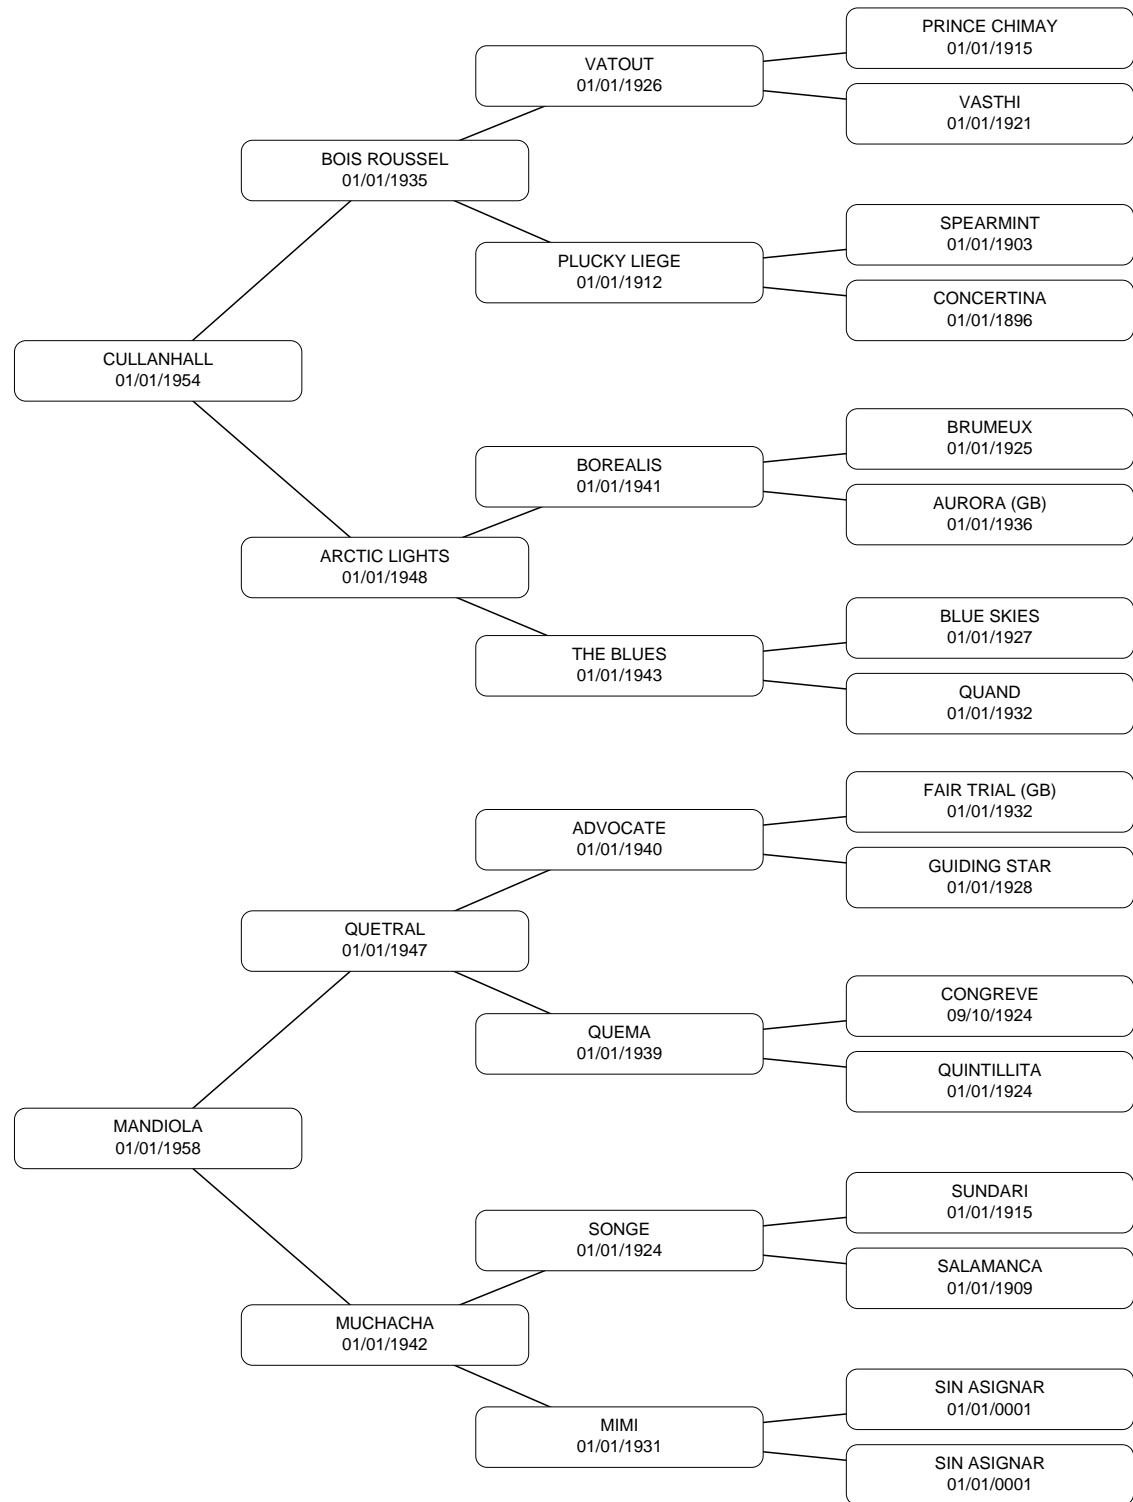 PRINCE CHIMAY
01/01/1915
VATOUT
01/01/1926
VASTHI
01/01/1921
BOIS ROUSSEL
01/01/1935
SPEARMINT
01/01/1903
PLUCKY LIEGE
01/01/1912
CONCERTINA
01/01/1896
CULLANHALL
01/01/1954
BRUMEUX
01/01/1925
BOREALIS
01/01/1941
AURORA (GB)
01/01/1936
ARCTIC LIGHTS
01/01/1948
BLUE SKIES
01/01/1927
THE BLUES
01/01/1943
QUAND
01/01/1932
FAIR TRIAL (GB)
01/01/1932
ADVOCATE
01/01/1940
GUIDING STAR
01/01/1928
QUETRAL
01/01/1947
CONGREVE
09/10/1924
QUEMA
01/01/1939
QUINTILLITA
01/01/1924
MANDIOLA
01/01/1958
SUNDARI
01/01/1915
SONGE
01/01/1924
SALAMANCA
01/01/1909
MUCHACHA
01/01/1942
SIN ASIGNAR
01/01/0001
MIMI
01/01/1931
SIN ASIGNAR
01/01/0001